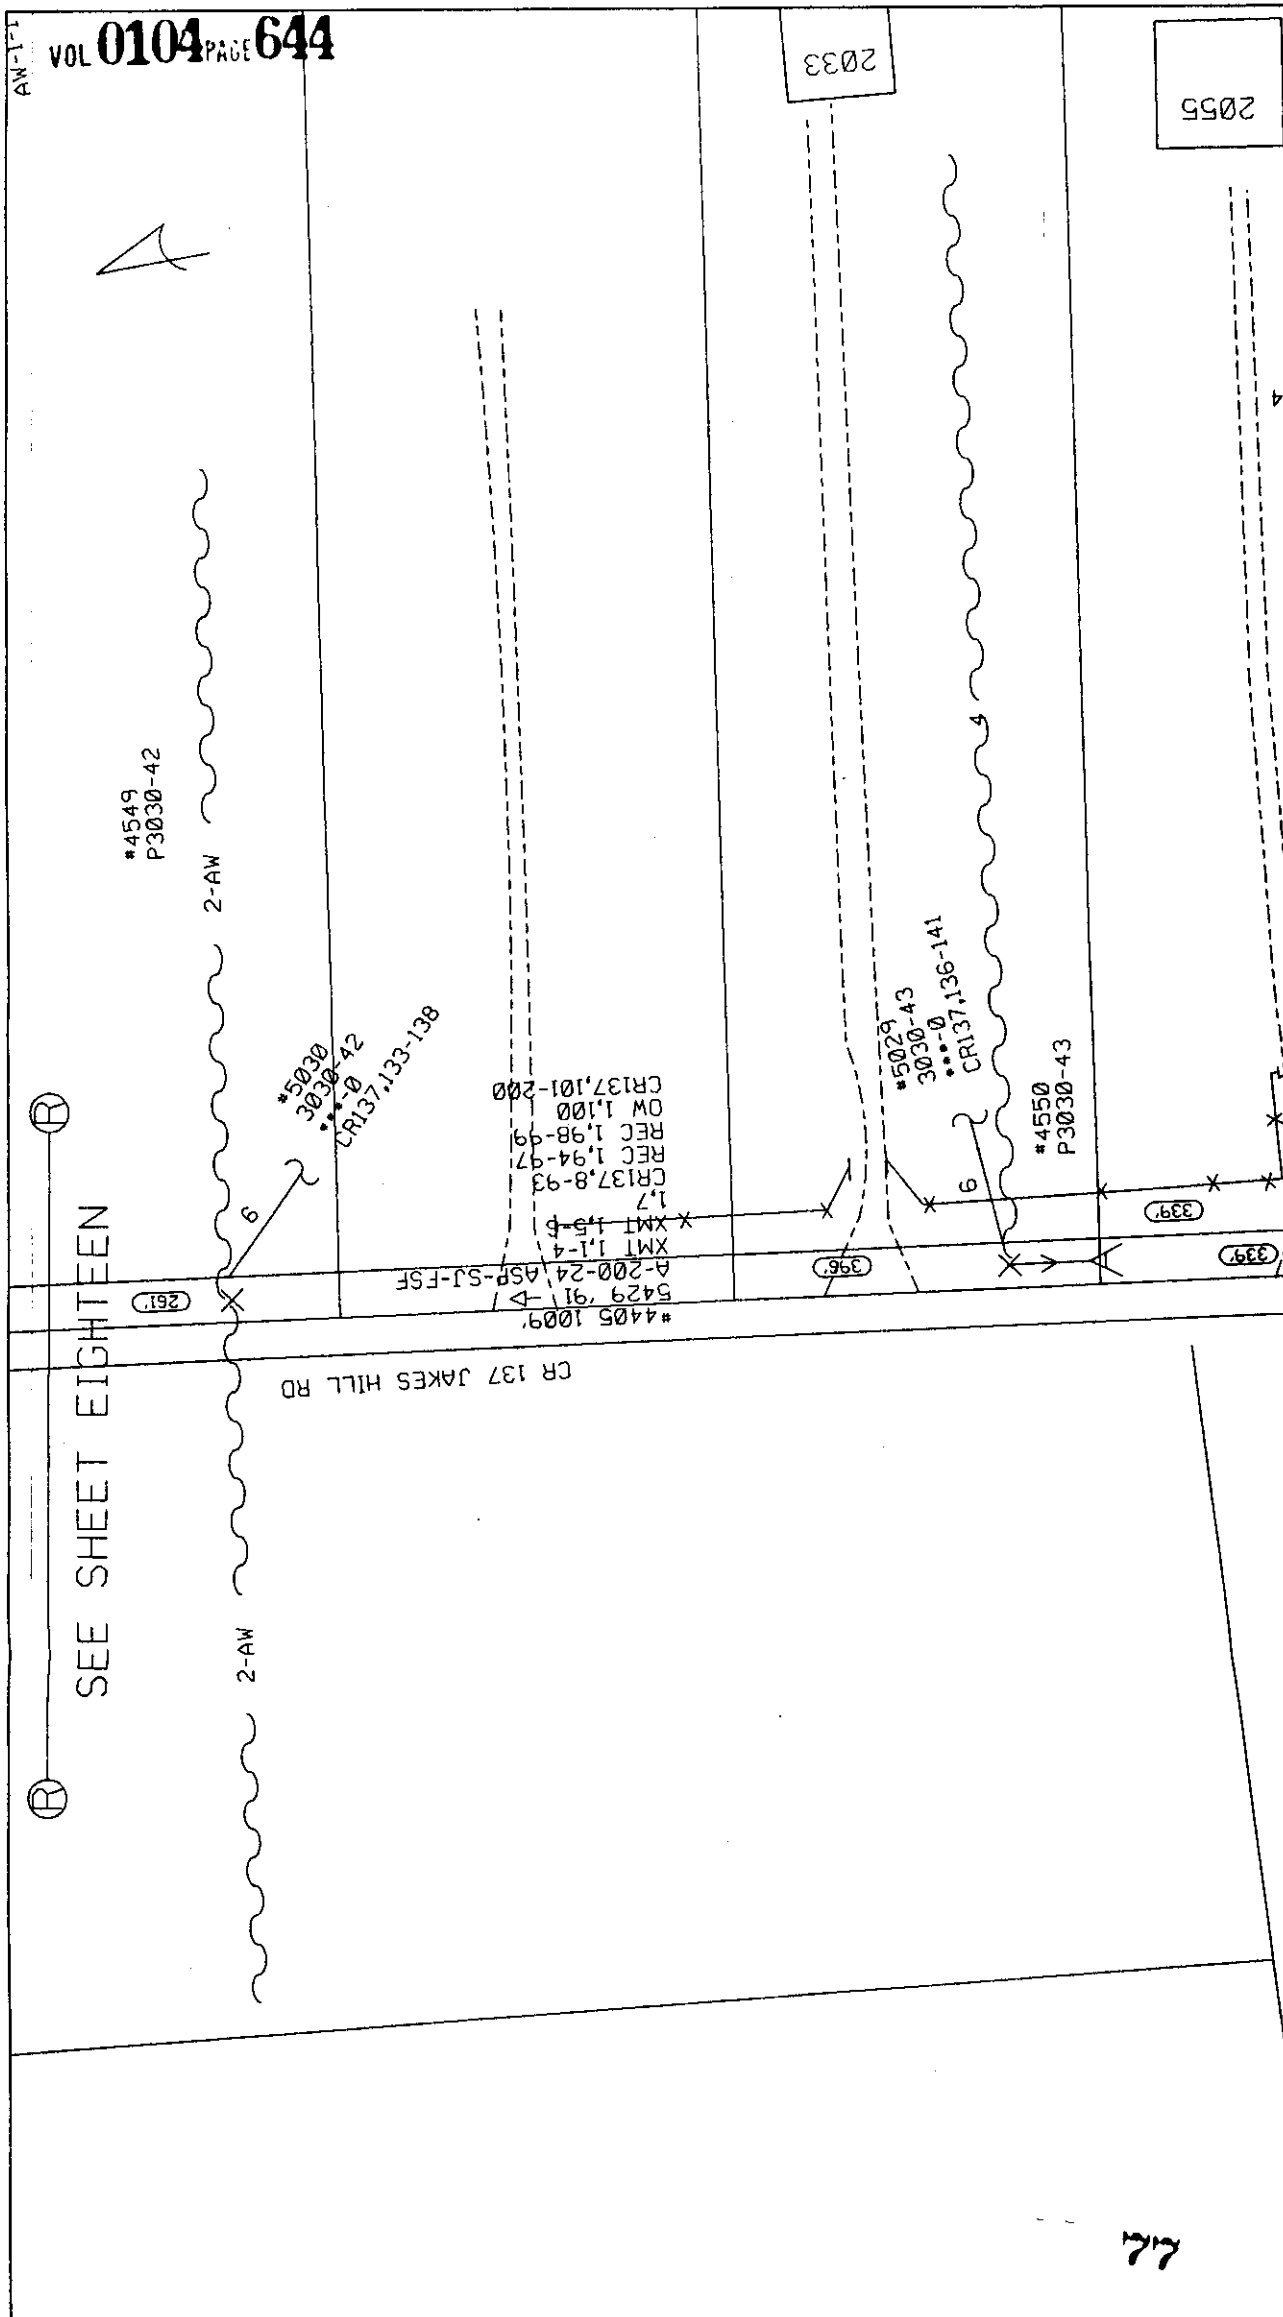 AW-1-1
VOL 0104 PAGE 644
2033
2055
4
#4549
P3030-42
2-AW
R
SEE SHEET EIGHTEEN
R
#5030
3030-42
***-0
CR137,133-138
6
261'
#4405 1009'
5429 '91
A-200-24 ASP-SJ-FSF
XMT 1,1-4
XMT 1,5-6
1,7
CR137,8-93
REC 1,94-97
REC 1,98-99
OW 1,100
CR137,101-200
396'
4
#5029
3030-43
***-0
CR137,136-141
6
#4550
P3030-43
339'
339'
CR 137 JAKES HILL RD
2-AW